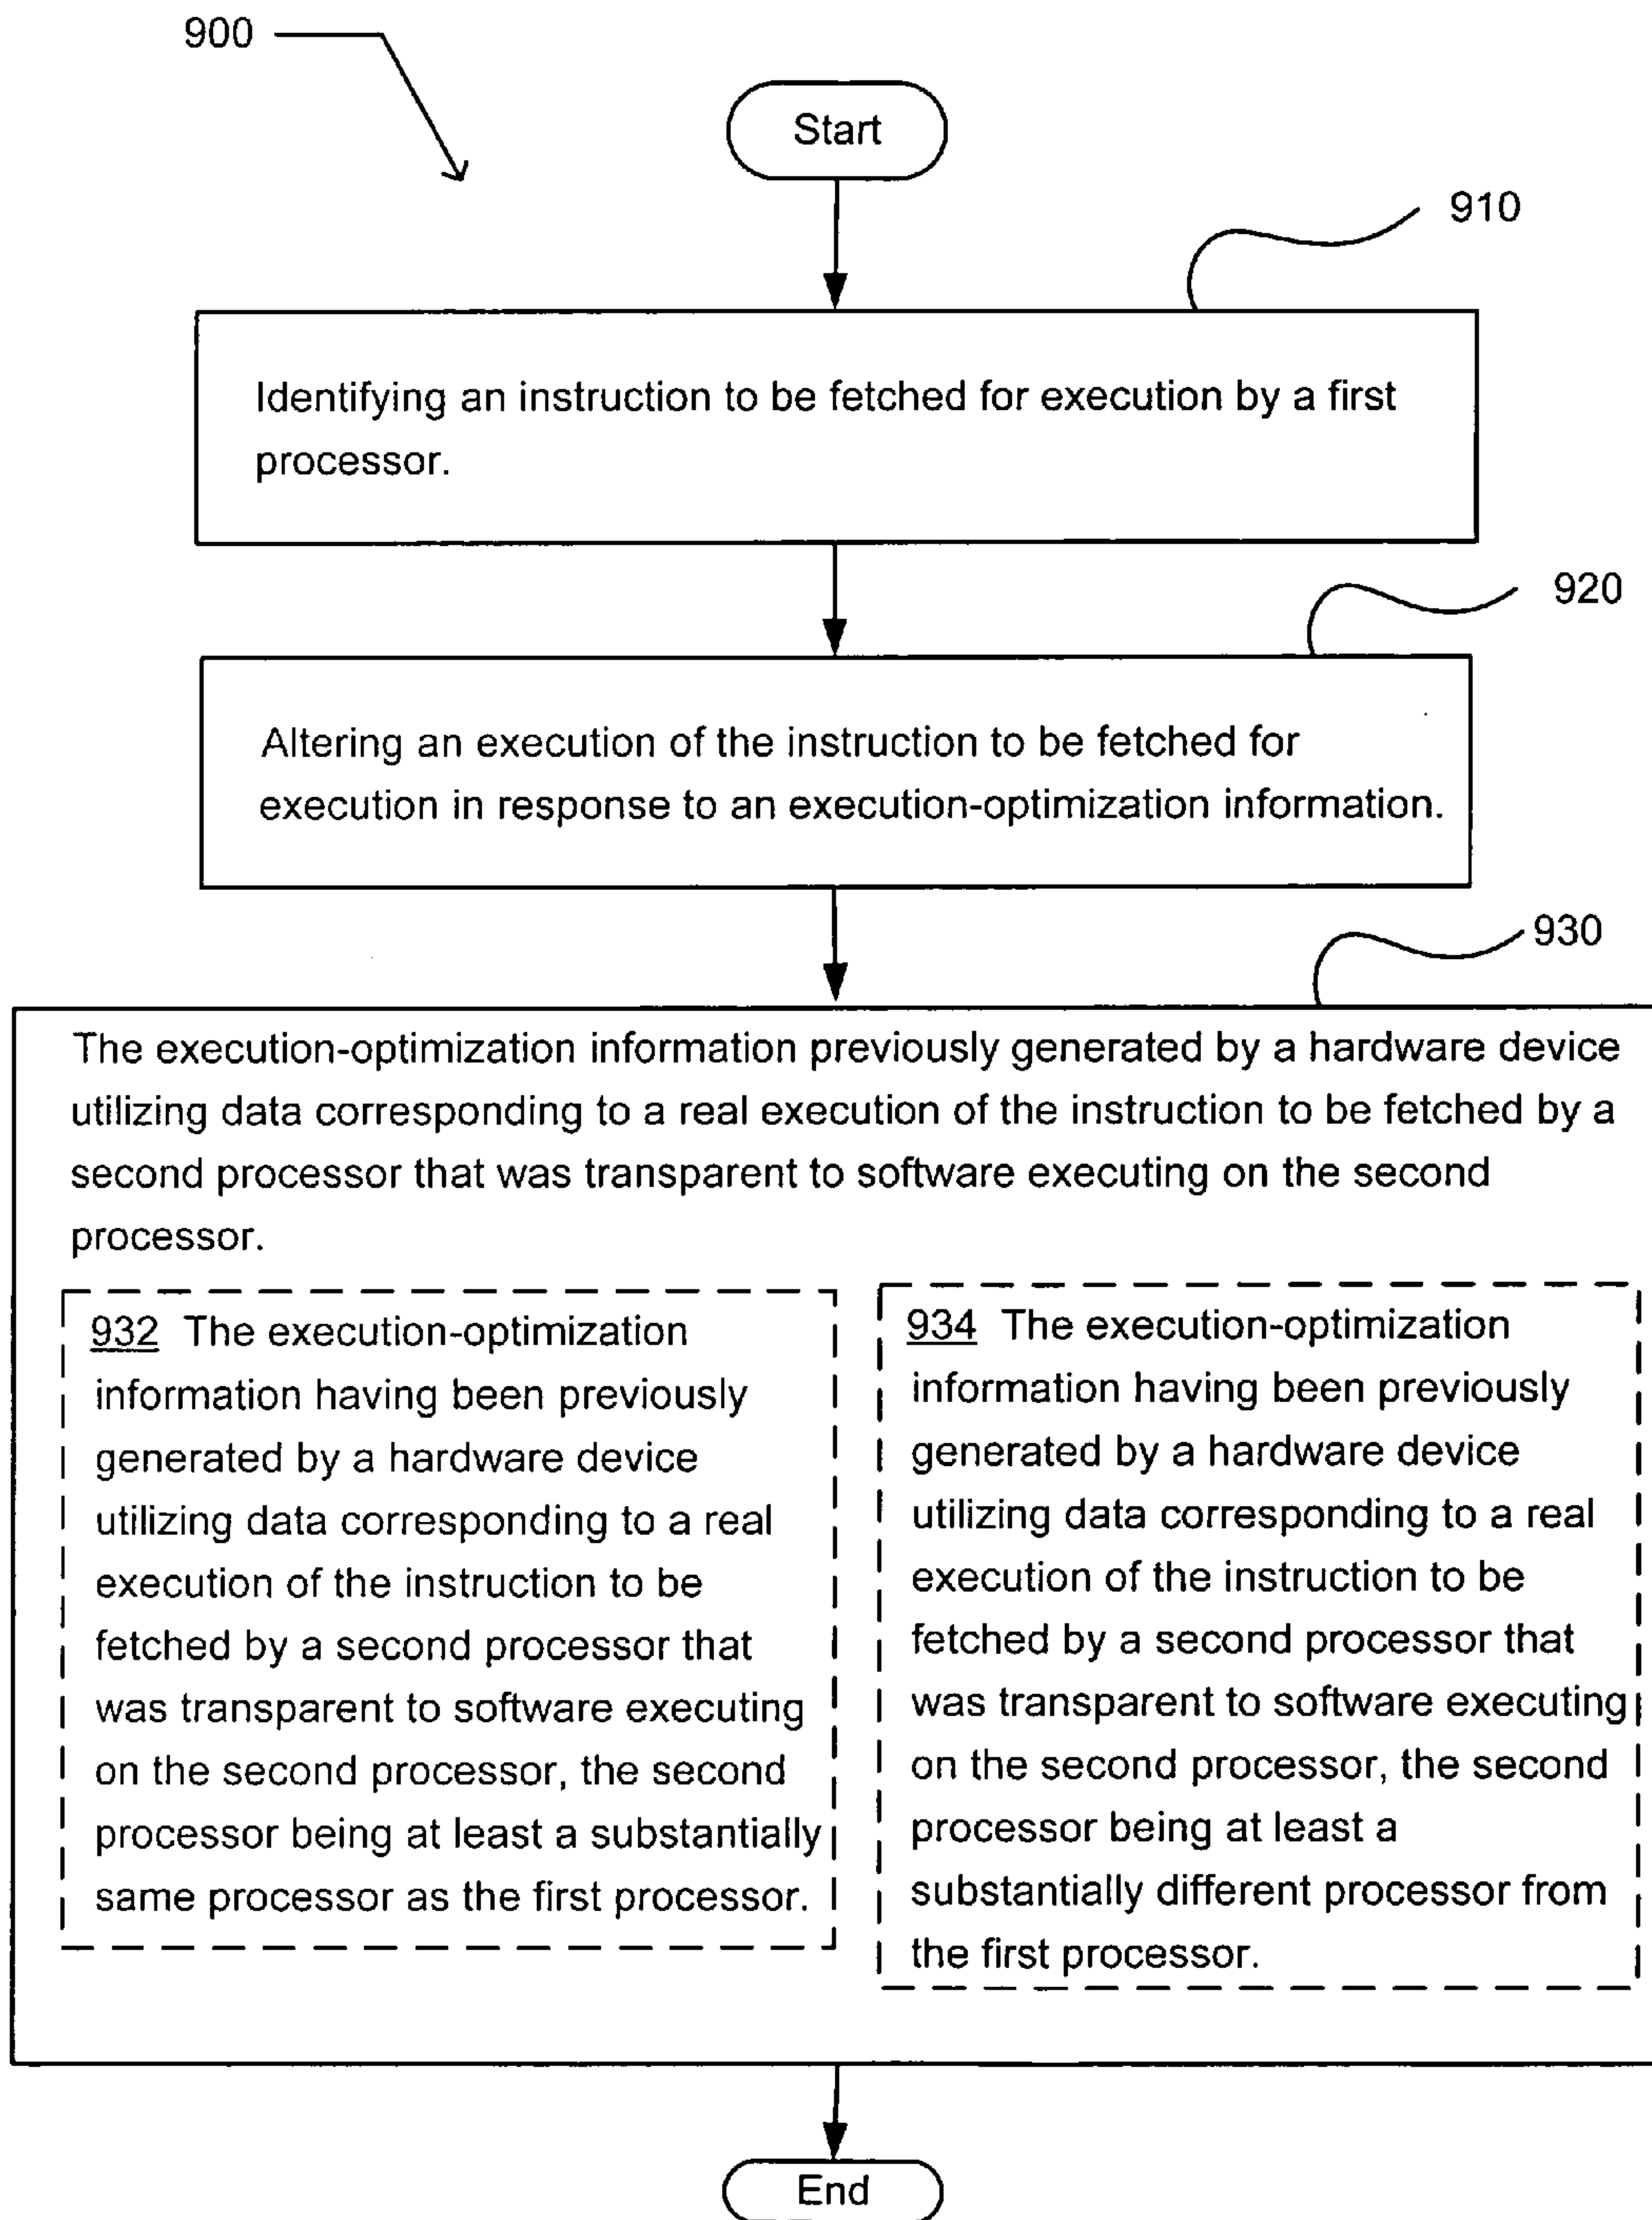 900
Start
910
Identifying an instruction to be fetched for execution by a first
processor.
920
Altering an execution of the instruction to be fetched for
execution in response to an execution-optimization information.
930
The execution-optimization information previously generated by a hardware device
utilizing data corresponding to a real execution of the instruction to be fetched by a
second processor that was transparent to software executing on the second
processor.
932 The execution-optimization
information having been previously
generated by a hardware device
utilizing data corresponding to a real
execution of the instruction to be
fetched by a second processor that
was transparent to software executing
on the second processor, the second
processor being at least a substantially
same processor as the first processor.
934 The execution-optimization
information having been previously
generated by a hardware device
utilizing data corresponding to a real
execution of the instruction to be
fetched by a second processor that
was transparent to software executing
on the second processor, the second
processor being at least a
substantially different processor from
the first processor.
End